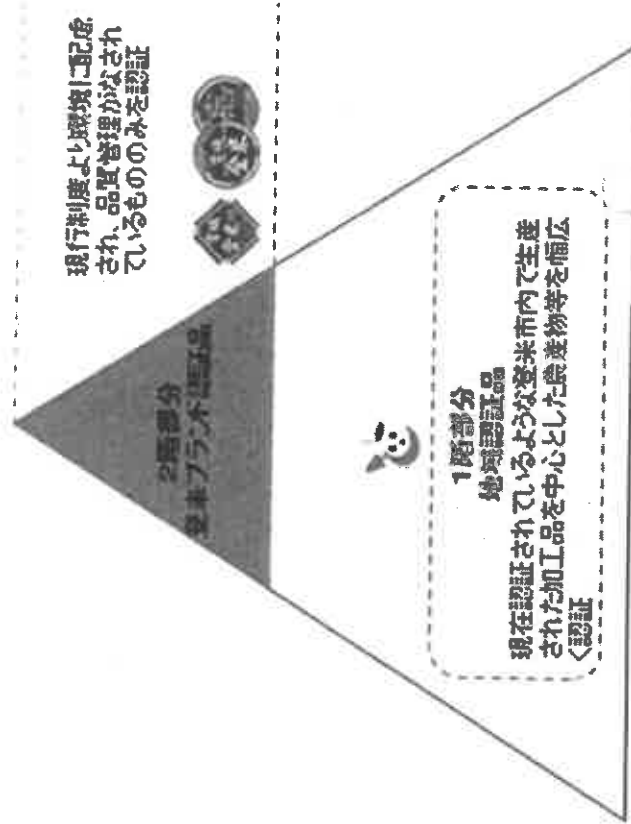 現行制度より環境に配慮
され、品質管理がなされ
ているもののみを認証
2階部分
登米ブランド認証品
1階部分
地域認証品
現在認証されているような登米市内で生産
された加工品を中心とした農産物等を幅広
く認証